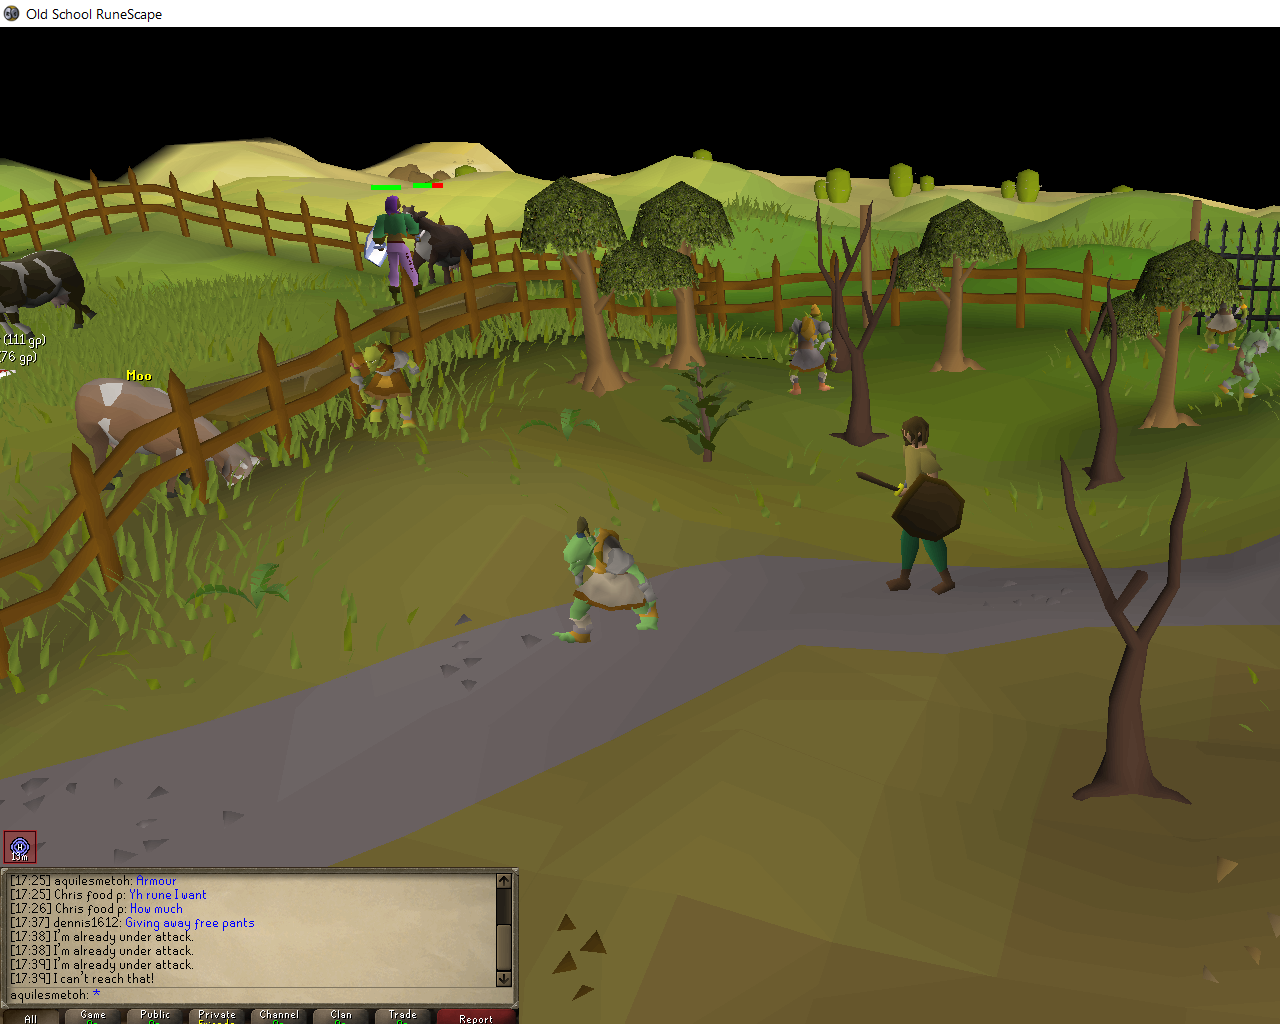 Old School RuneScape
(111 gp)
76 gp)
Moo
13m
[17:25] aquilesmetoh: Armour
[17:25] Chris food p: Yh rune I want
[17:26] Chris food p: How much
[17:37] dennis1612: Giving away free pants
[17:38] I'm already under attack.
[17:38] I'm already under attack.
[17:39] I'm already under attack.
[17:39] I can't reach that!
aquilesmetoh: *
All Game Public Private Channel Clan Trade Report